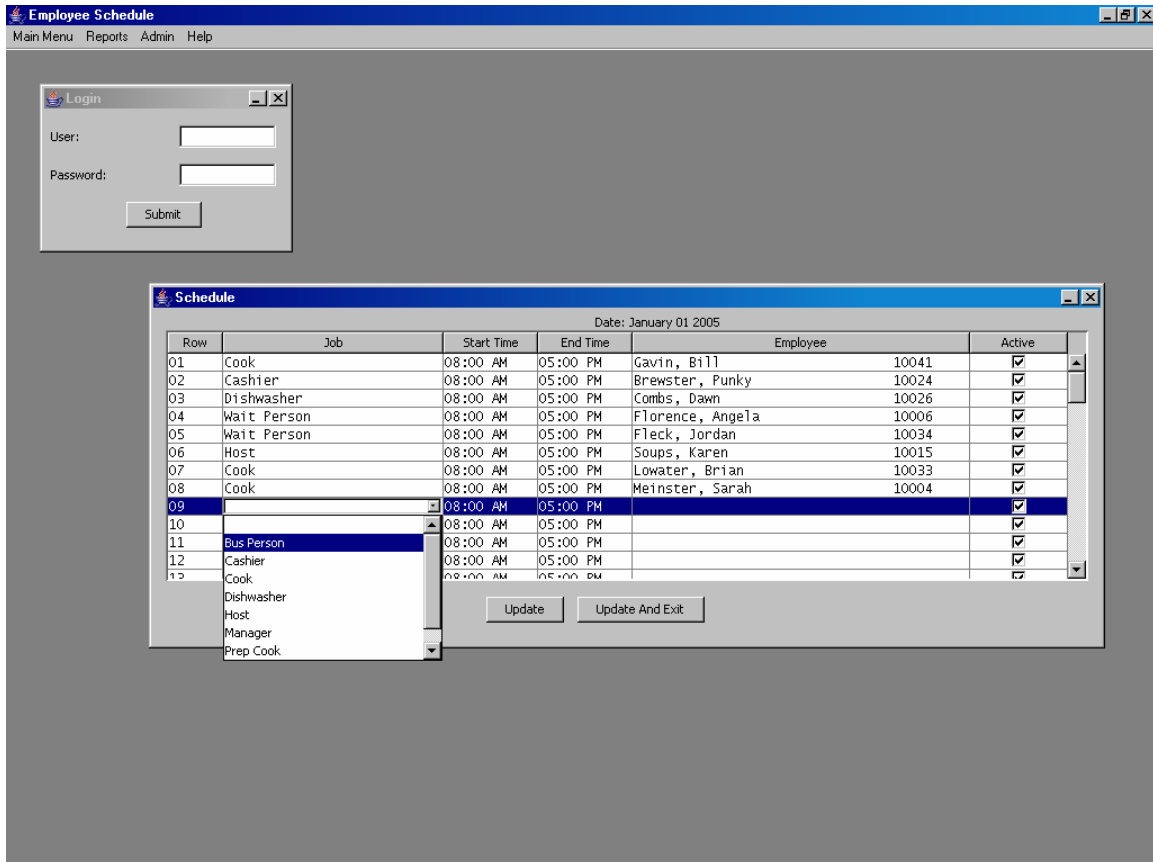 Employee Schedule
Main Menu Reports Admin Help
Login
User:
Password:
Submit
Schedule
Date: January 01 2005
Row Job Start Time End Time Employee Active
01 Cook 08:00 AM 05:00 PM Gavin, Bill 10041
02 Cashier 08:00 AM 05:00 PM Brewster, Punky 10024
03 Dishwasher 08:00 AM 05:00 PM Combs, Dawn 10026
04 Wait Person 08:00 AM 05:00 PM Florence, Angela 10006
05 Wait Person 08:00 AM 05:00 PM Fleck, Jordan 10034
06 Host 08:00 AM 05:00 PM Soups, Karen 10015
07 Cook 08:00 AM 05:00 PM Lowater, Brian 10033
08 Cook 08:00 AM 05:00 PM Meinster, Sarah 10004
09 08:00 AM 05:00 PM
10 08:00 AM 05:00 PM
11 Bus Person 08:00 AM 05:00 PM
12 Cashier 08:00 AM 05:00 PM
13 Cook 08:00 AM 05:00 PM
Dishwasher
Host
Manager
Prep Cook
Update Update And Exit